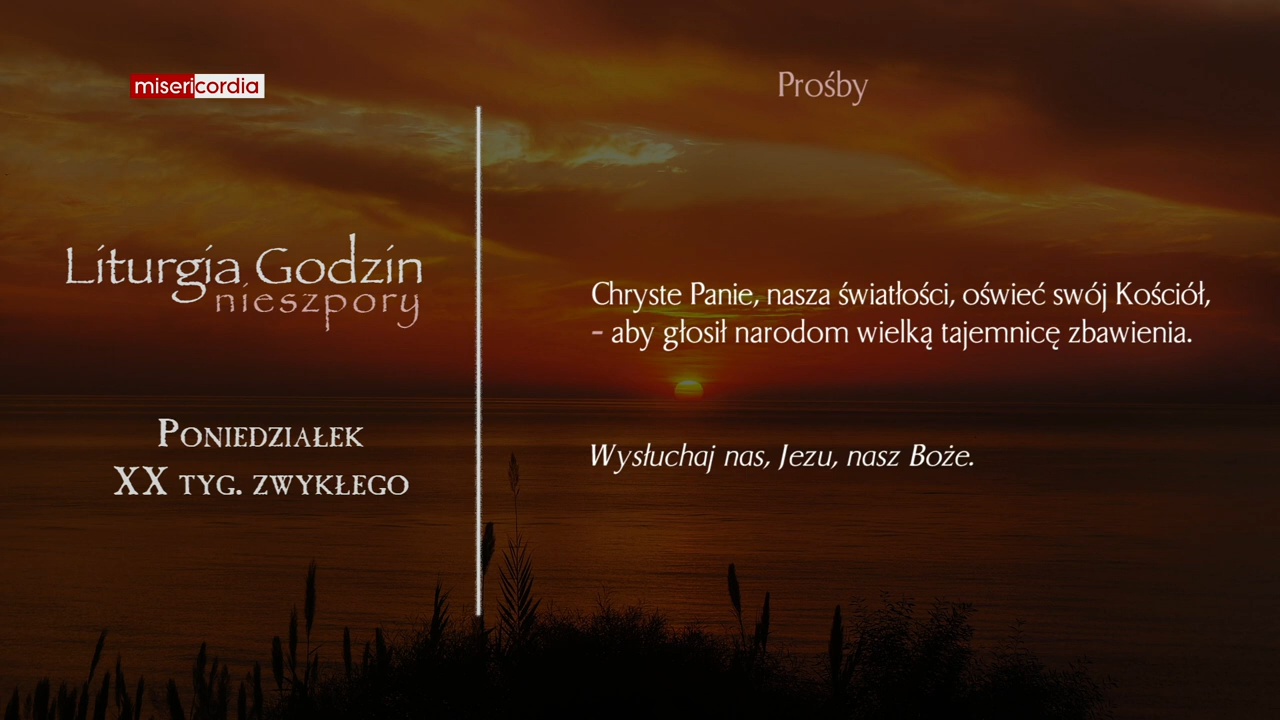 misericordia
Prośby
Liturgia Godzin
nieszpory
Chryste Panie, nasza światłości, oświeć swój Kościół,
- aby głosił narodom wielką tajemnicę zbawienia.
Poniedziałek
XX tyg. zwykłego
Wysłuchaj nas, Jezu, nasz Boże.